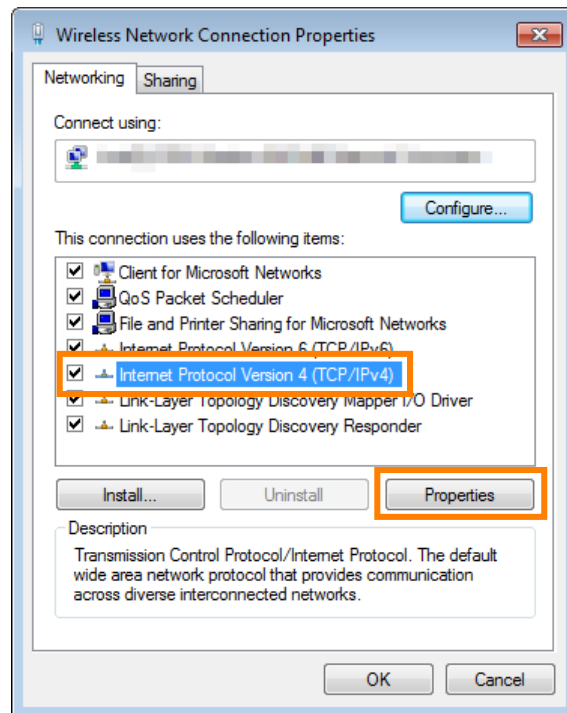 Wireless Network Connection Properties
Networking
Sharing
Connect using:
Configure...
This connection uses the following items:
Client for Microsoft Networks
QoS Packet Scheduler
File and Printer Sharing for Microsoft Networks
Internet Protocol Version 6 (TCP/IPv6)
Internet Protocol Version 4 (TCP/IPv4)
Link-Layer Topology Discovery Mapper I/O Driver
Link-Layer Topology Discovery Responder
Install...
Uninstall
Properties
Description
Transmission Control Protocol/Internet Protocol. The default
wide area network protocol that provides communication
across diverse interconnected networks.
OK
Cancel